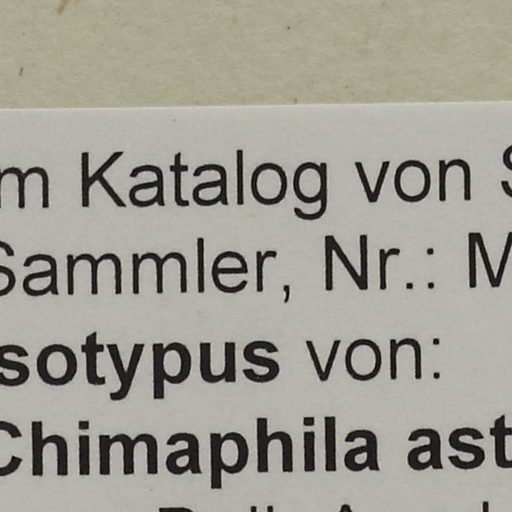 m Katalog von S
Sammler, Nr.: M
sotypus von:
Chimaphila ast